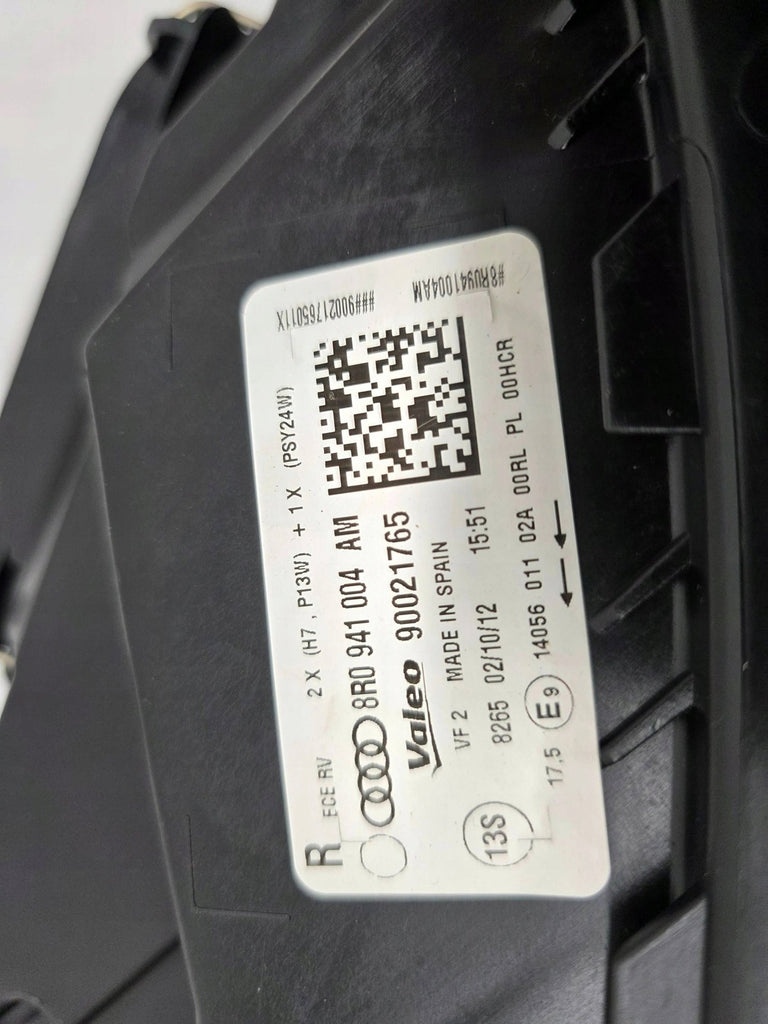 R ECE RV 2 X (H7 , P13W) + 1 X (PSY24W)
8R0 941 004 AM
Valeo 90021765
VF 2 MADE IN SPAIN
13S 8265 02/10/12 15:51
17,5 E9 14056 011 02A 00RL PL 00HCR
###90021765011X
#8RU941004AM